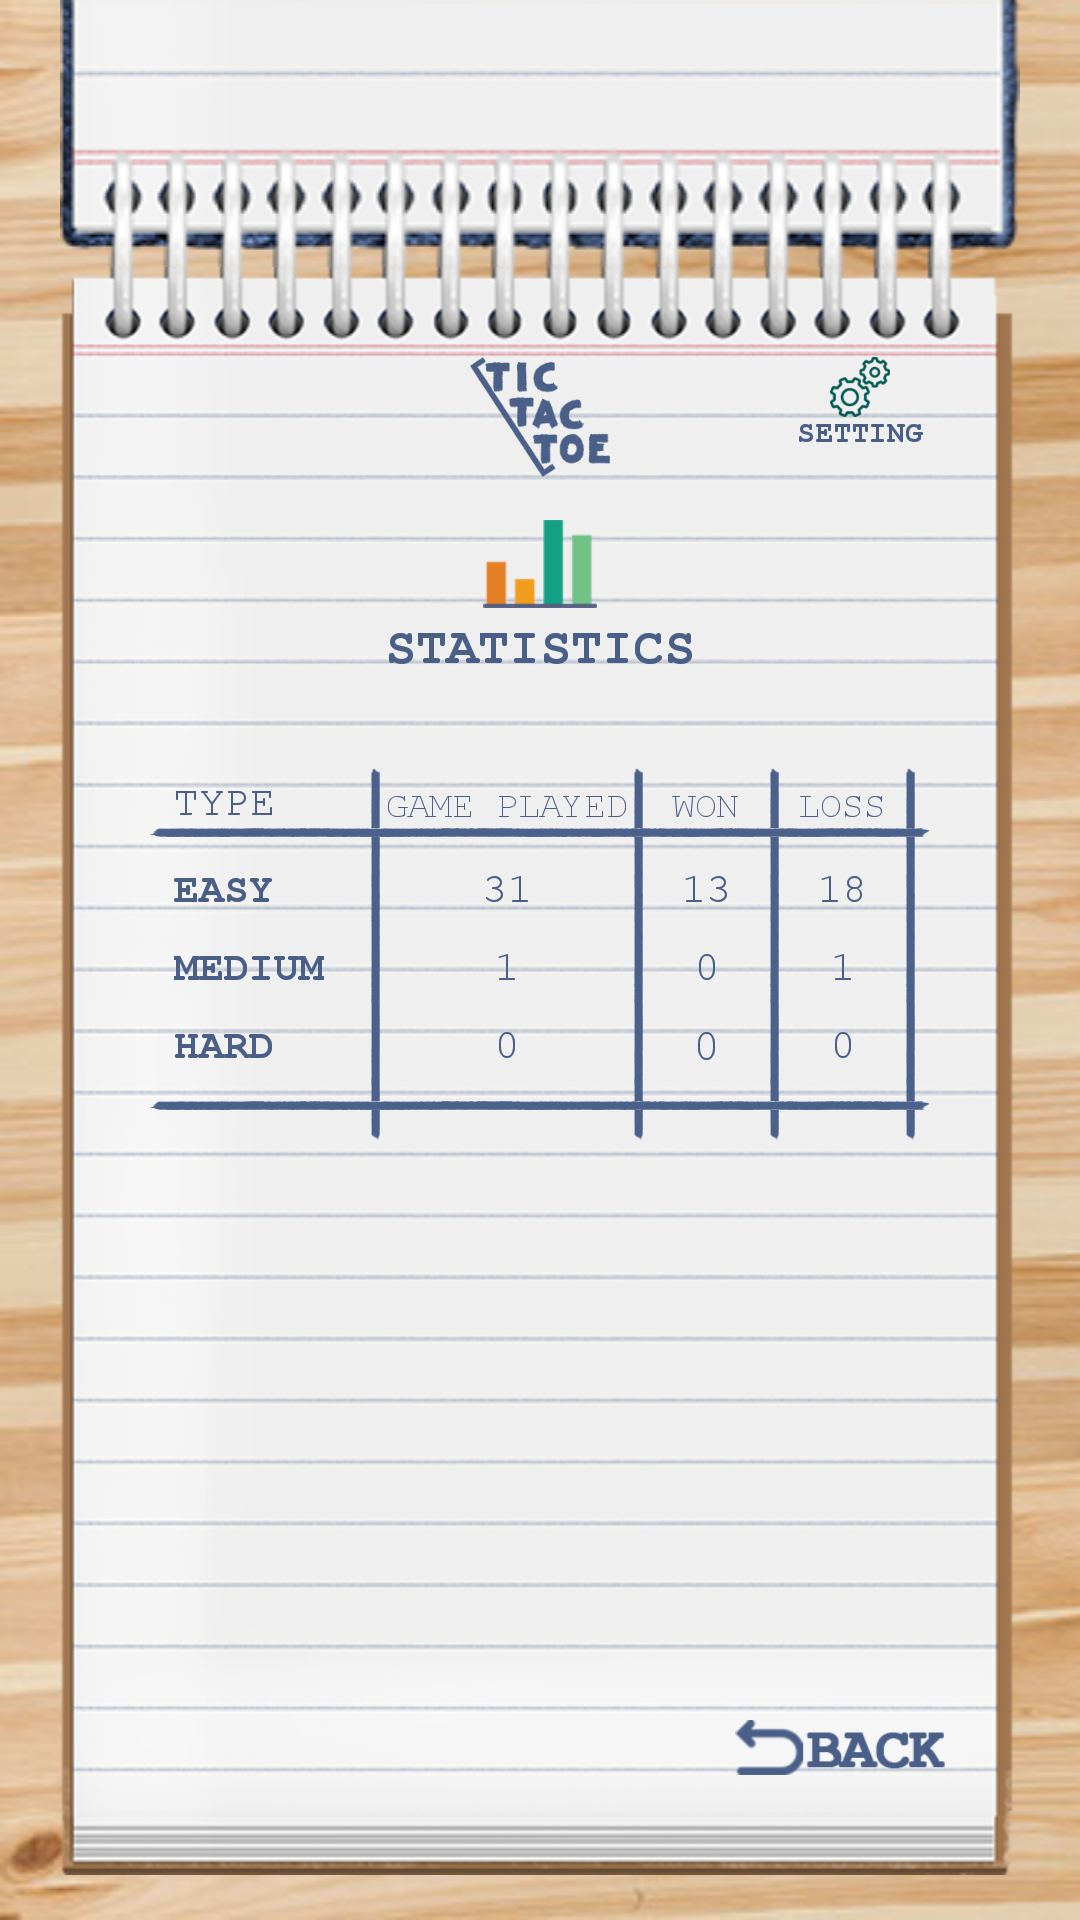 TIC
TAC
TOE
SETTING
STATISTICS
TYPE GAME PLAYED WON LOSS
EASY 31 13 18
MEDIUM 1 0 1
HARD 0 0 0
BACK